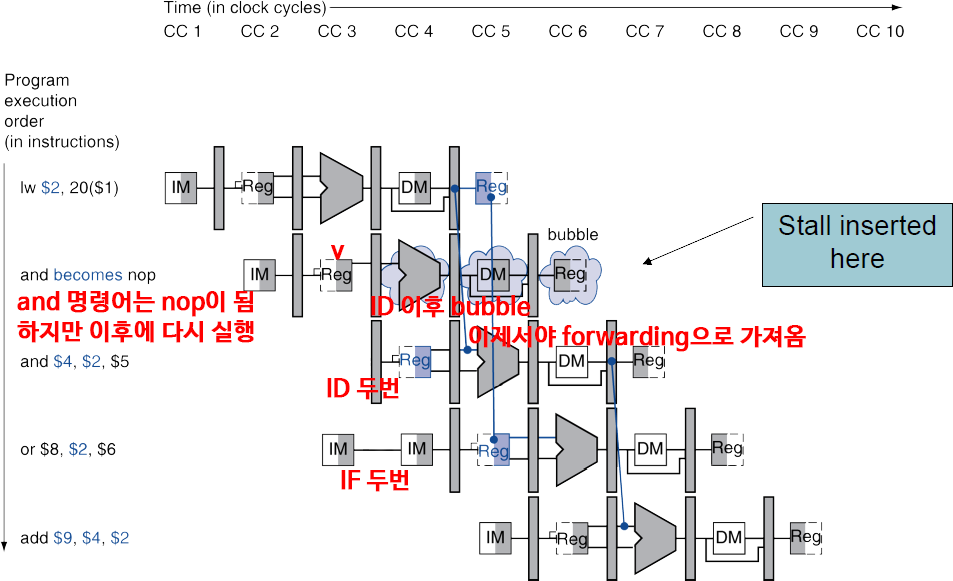 Time (in clock cycles)
CC 1 CC 2 CC 3 CC 4 CC 5 CC 6 CC 7 CC 8 CC 9 CC 10
Program
execution
order
(in instructions)
lw $2, 20($1)
IM Reg DM Reg
Stall inserted
here
bubble
v
and becomes nop
IM Reg DM Reg
and 명령어는 nop이 됨
하지만 이후에 다시 실행
ID 이후 bubble
이제서야 forwarding으로 가져옴
and $4, $2, $5
Reg DM Reg
ID 두번
or $8, $2, $6
IM IM Reg DM Reg
IF 두번
add $9, $4, $2
IM Reg DM Reg